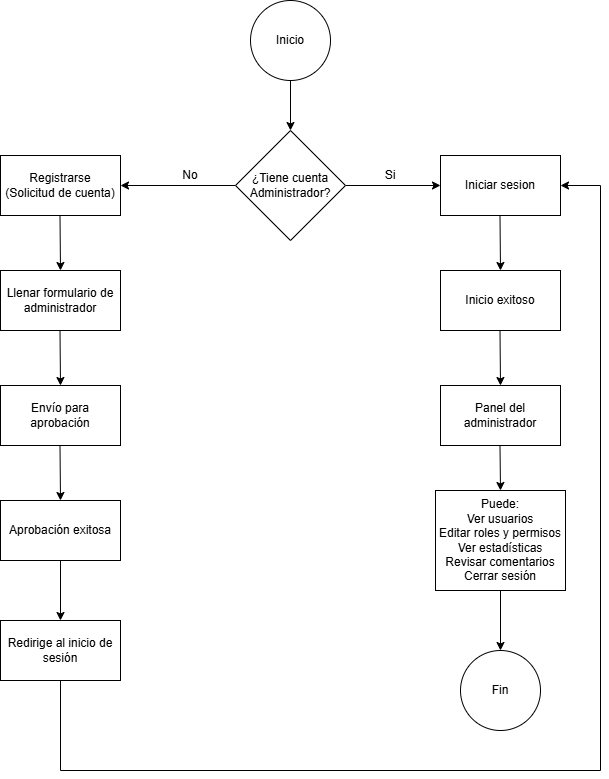 Inicio
¿Tiene cuenta
Administrador?
No
Si
Registrarse
(Solicitud de cuenta)
Llenar formulario de
administrador
Envío para
aprobación
Aprobación exitosa
Redirige al inicio de
sesión
Iniciar sesion
Inicio exitoso
Panel del
administrador
Puede:
Ver usuarios
Editar roles y permisos
Ver estadísticas
Revisar comentarios
Cerrar sesión
Fin